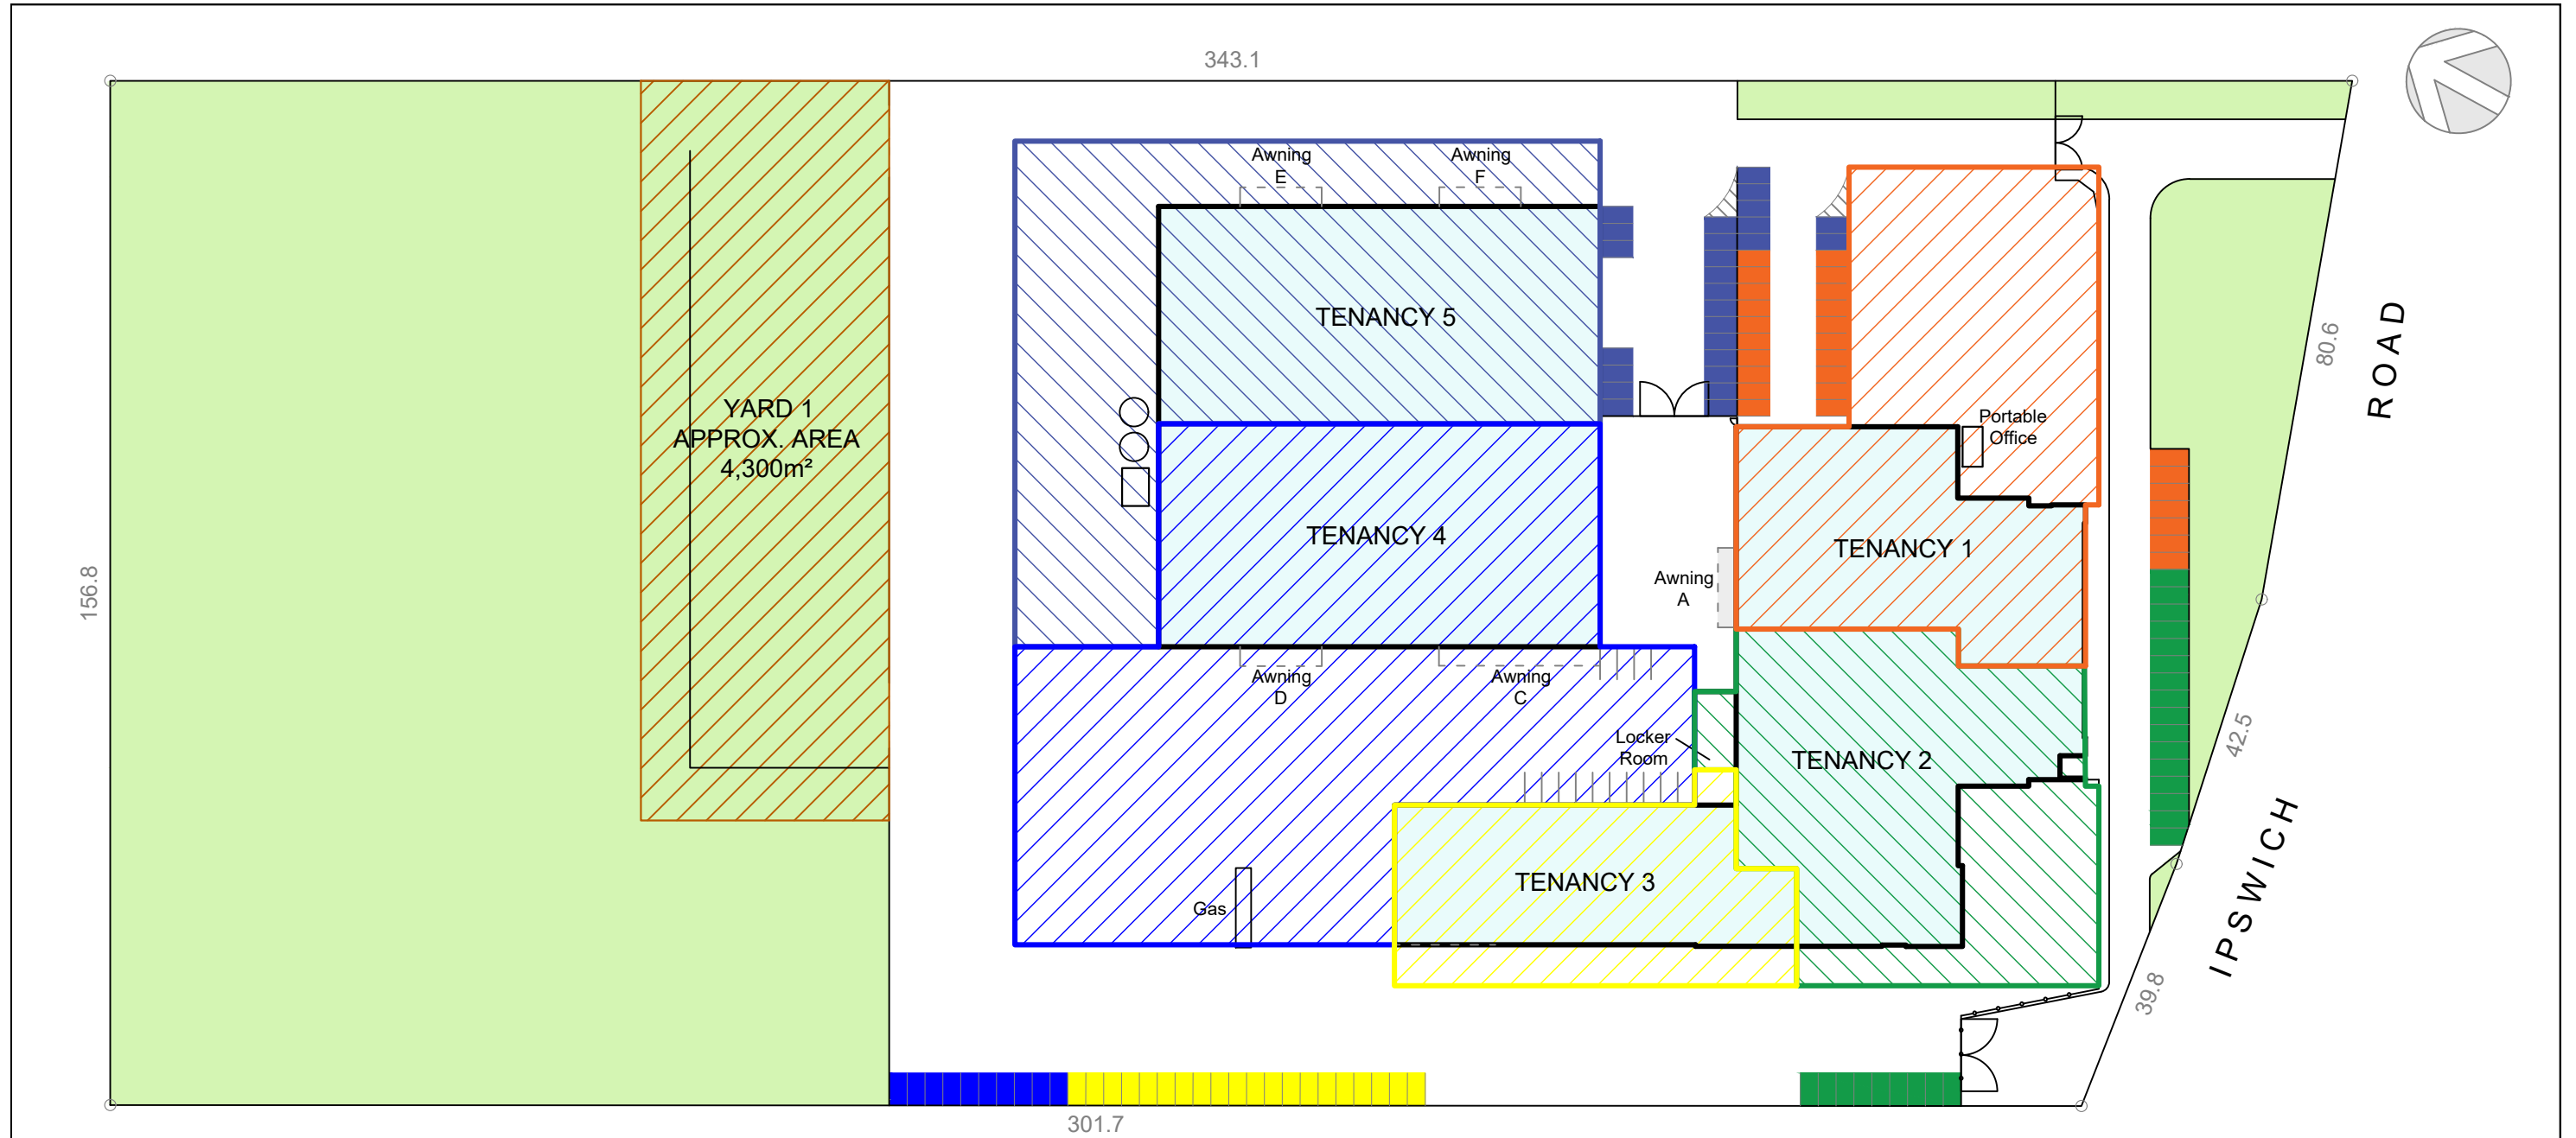 343.1
Awning
E
Awning
F
TENANCY 5
80.6
ROAD
YARD 1
APPROX. AREA
4,300m²
Portable
Office
TENANCY 4
TENANCY 1
156.8
Awning
A
Awning
D
Awning
C
Locker
Room
TENANCY 2
42.5
TENANCY 3
Gas
IPSWICH
39.8
301.7